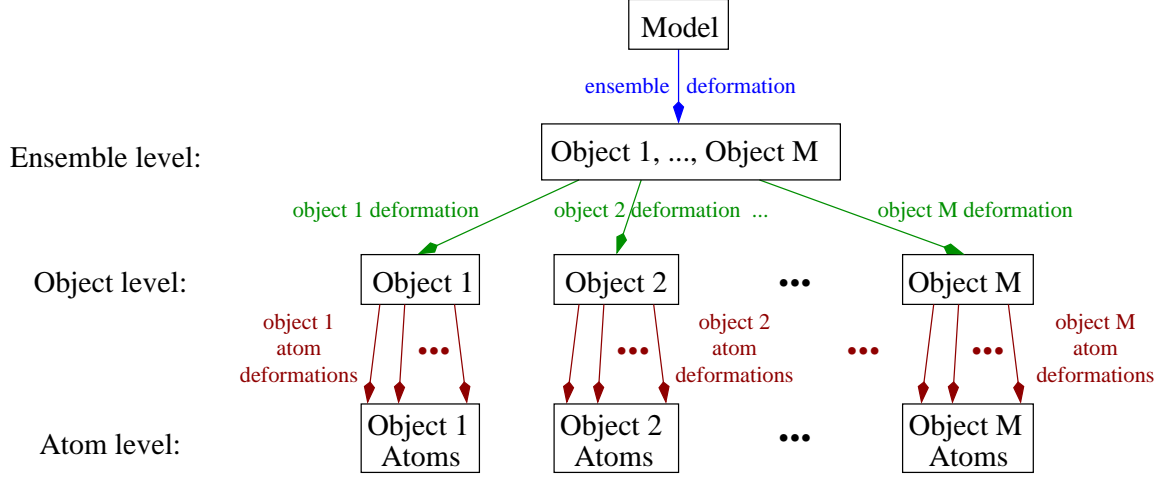 Model
ensemble deformation
Ensemble level:
Object 1, ..., Object M
object 1 deformation
object 2 deformation ...
object M deformation
Object level:
Object 1
Object 2
•••
Object M
object 1
atom
deformations
•••
•••
object 2
atom
deformations
•••
•••
object M
atom
deformations
Atom level:
Object 1
Atoms
Object 2
Atoms
•••
Object M
Atoms